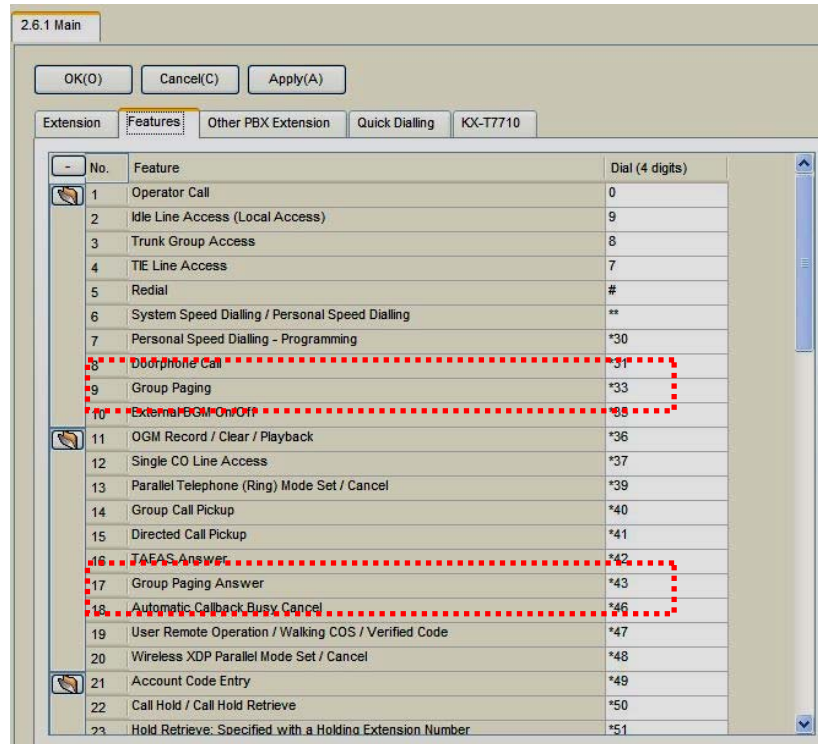 2.6.1 Main
OK(O) Cancel(C) Apply(A)
Extension Features Other PBX Extension Quick Dialling KX-T7710
- No. Feature Dial (4 digits)
1 Operator Call 0
2 Idle Line Access (Local Access) 9
3 Trunk Group Access 8
4 TIE Line Access 7
5 Redial #
6 System Speed Dialling / Personal Speed Dialling **
7 Personal Speed Dialling - Programming *30
8 Doorphone Call *31
9 Group Paging *33
10 External BGM On/Off *35
11 OGM Record / Clear / Playback *36
12 Single CO Line Access *37
13 Parallel Telephone (Ring) Mode Set / Cancel *39
14 Group Call Pickup *40
15 Directed Call Pickup *41
16 TAFAS Answer *42
17 Group Paging Answer *43
18 Automatic Callback Busy Cancel *46
19 User Remote Operation / Walking COS / Verified Code *47
20 Wireless XDP Parallel Mode Set / Cancel *48
21 Account Code Entry *49
22 Call Hold / Call Hold Retrieve *50
23 Hold Retrieve: Specified with a Holding Extension Number *51